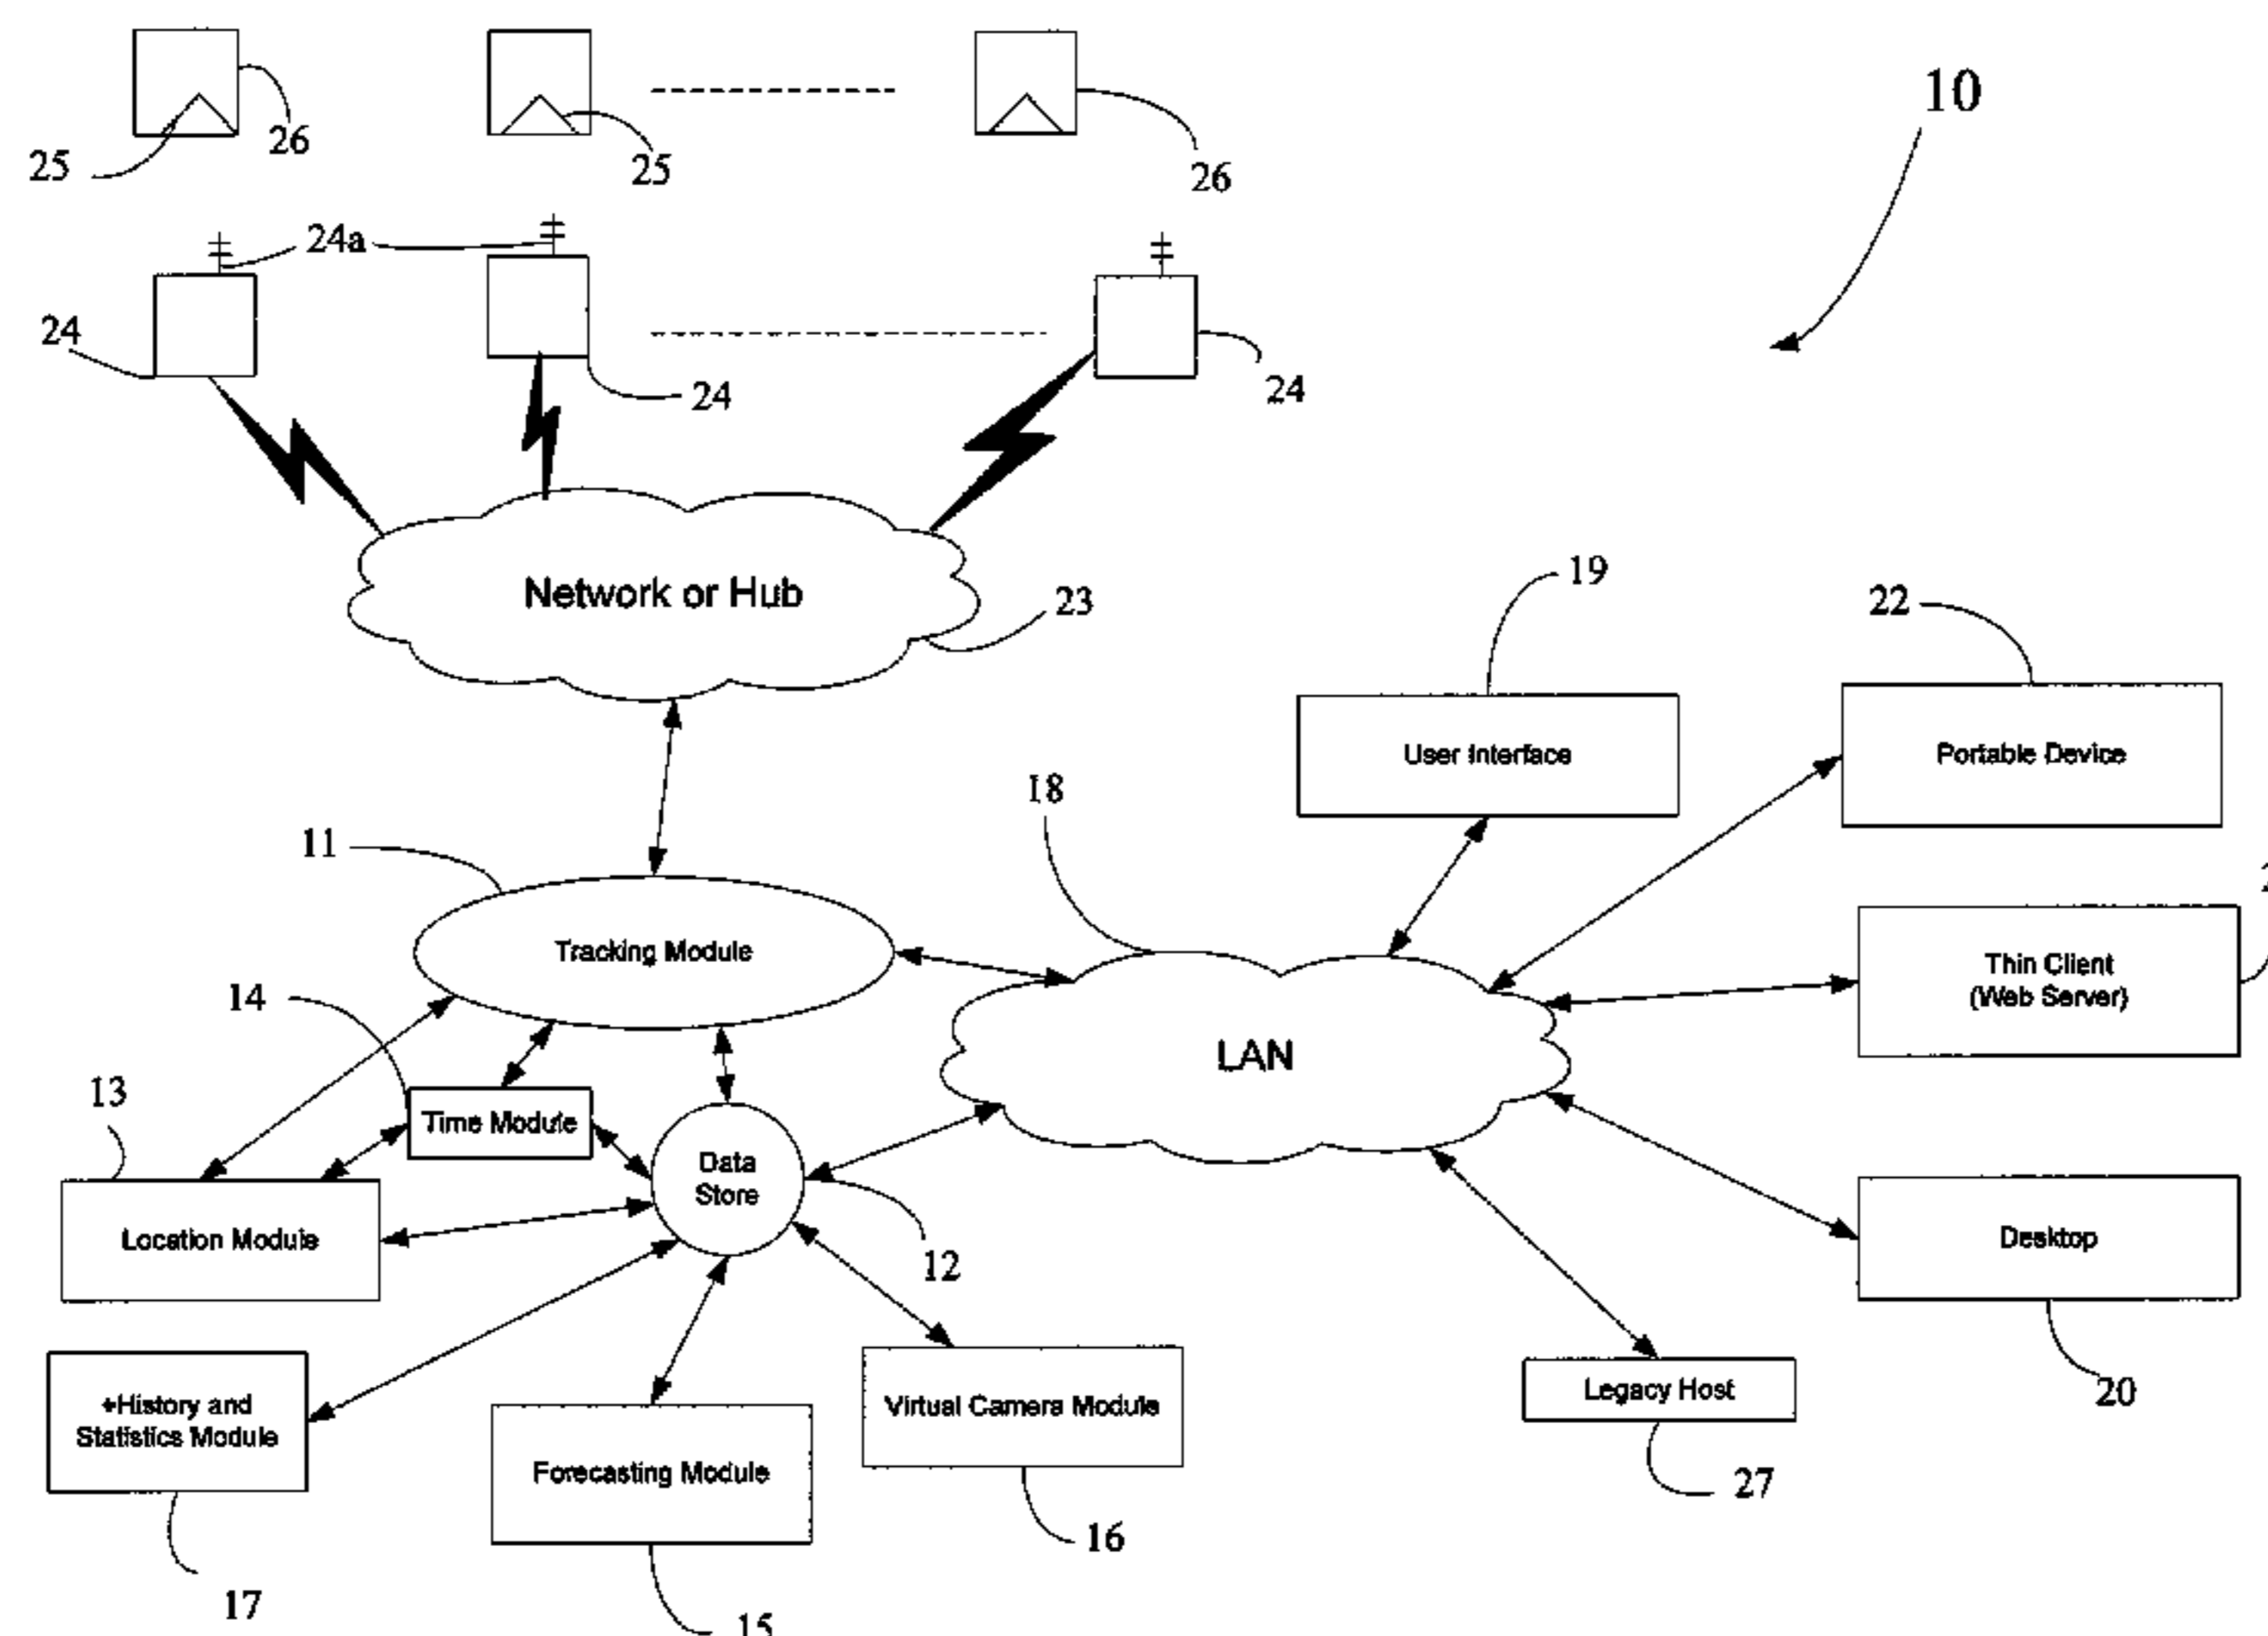 10
25
26
25
26
24a
24
24
24
Network or Hub
23
19
22
User Interface
Portable Device
18
11
Tracking Module
Thin Client
(Web Server)
14
LAN
13
Time Module
Data
Store
Location Module
12
Desktop
+History and
Statistics Module
Virtual Camera Module
Legacy Host
20
Forecasting Module
27
16
17
15